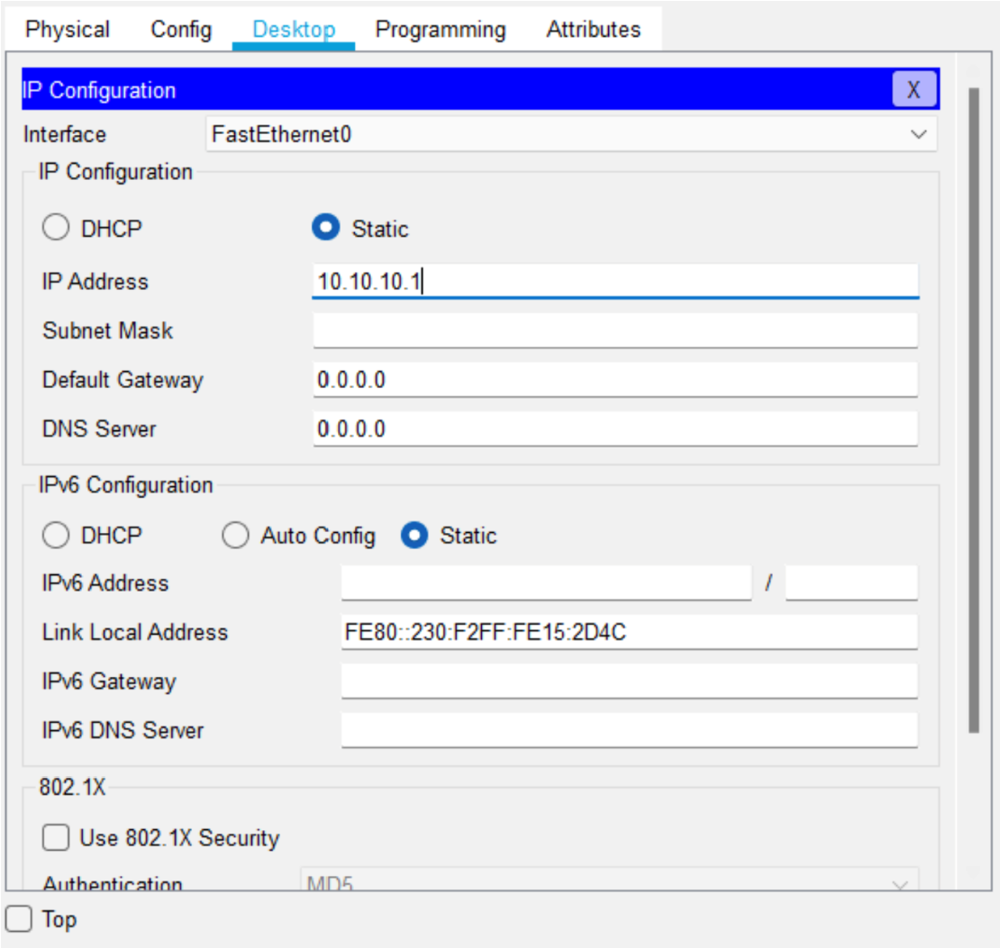 Physical Config Desktop Programming Attributes
IP Configuration X
Interface FastEthernet0
IP Configuration
DHCP Static
IP Address 10.10.10.1
Subnet Mask
Default Gateway 0.0.0.0
DNS Server 0.0.0.0
IPv6 Configuration
DHCP Auto Config Static
IPv6 Address /
Link Local Address FE80::230:F2FF:FE15:2D4C
IPv6 Gateway
IPv6 DNS Server
802.1X
Use 802.1X Security
Authentication MD5
Top